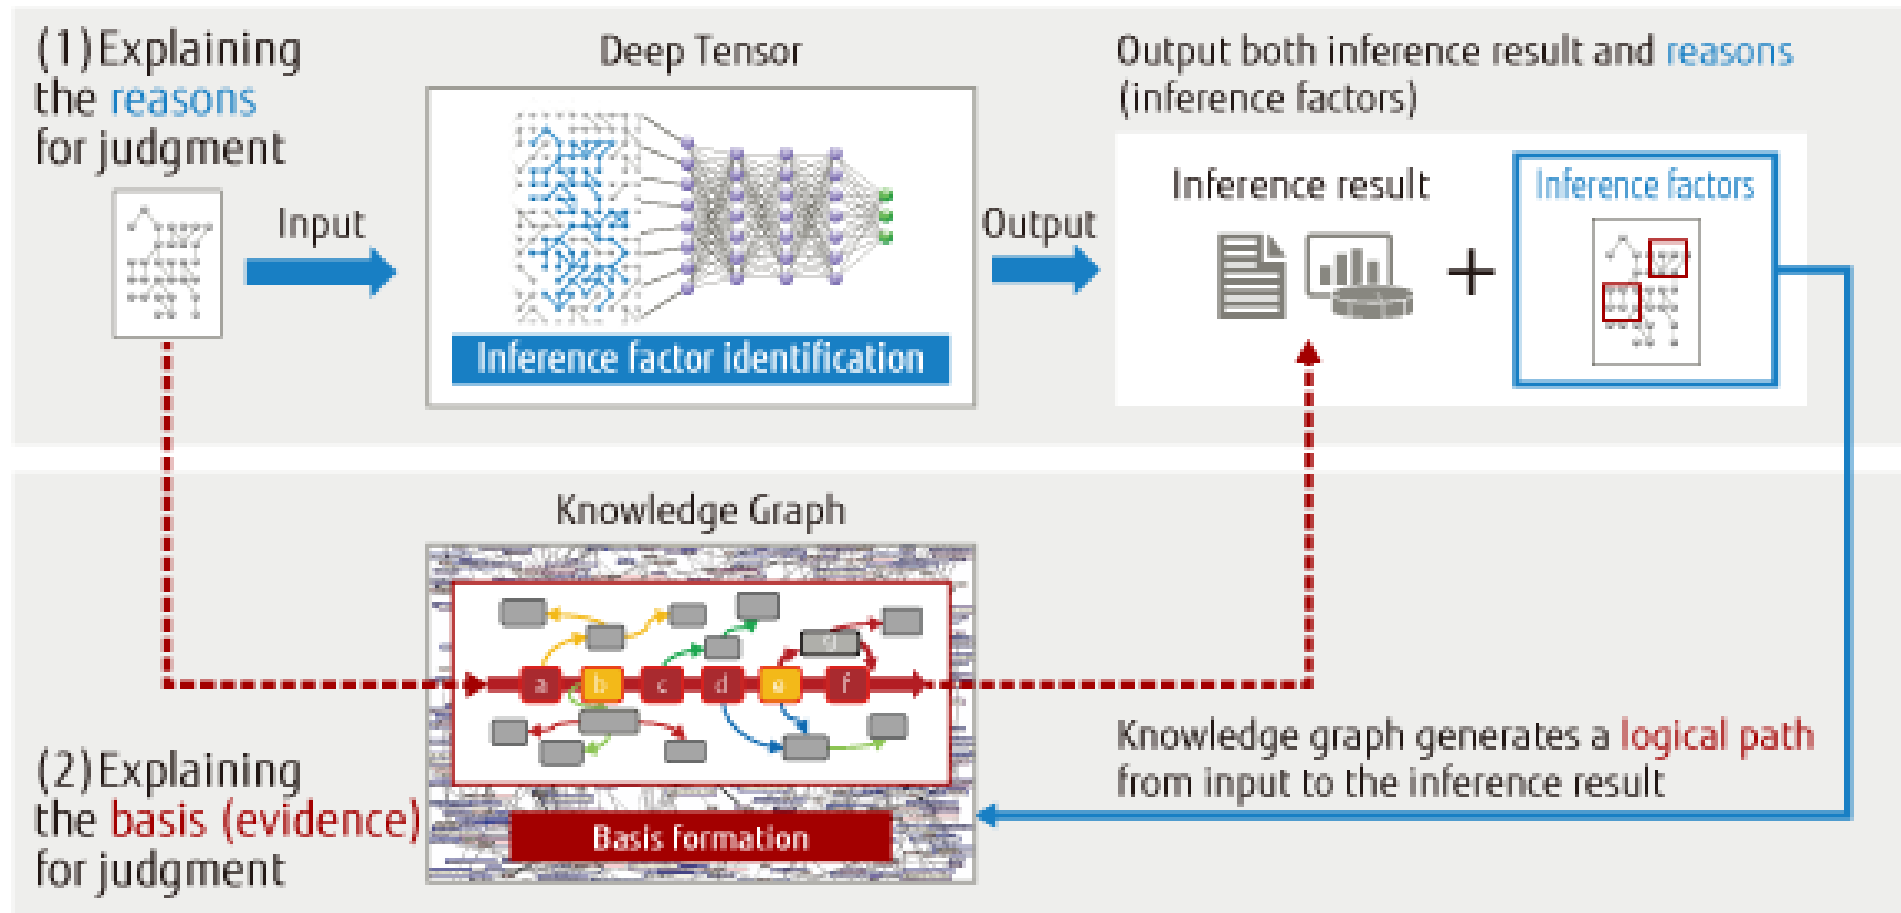 (1)Explaining
the reasons
for judgment
Deep Tensor
Output both inference result and reasons
(inference factors)
Input
Output
Inference result
Inference factors
+
Inference factor identification
Knowledge Graph
a b c d e f
g
(2)Explaining
the basis (evidence)
for judgment
Basis formation
Knowledge graph generates a logical path
from input to the inference result